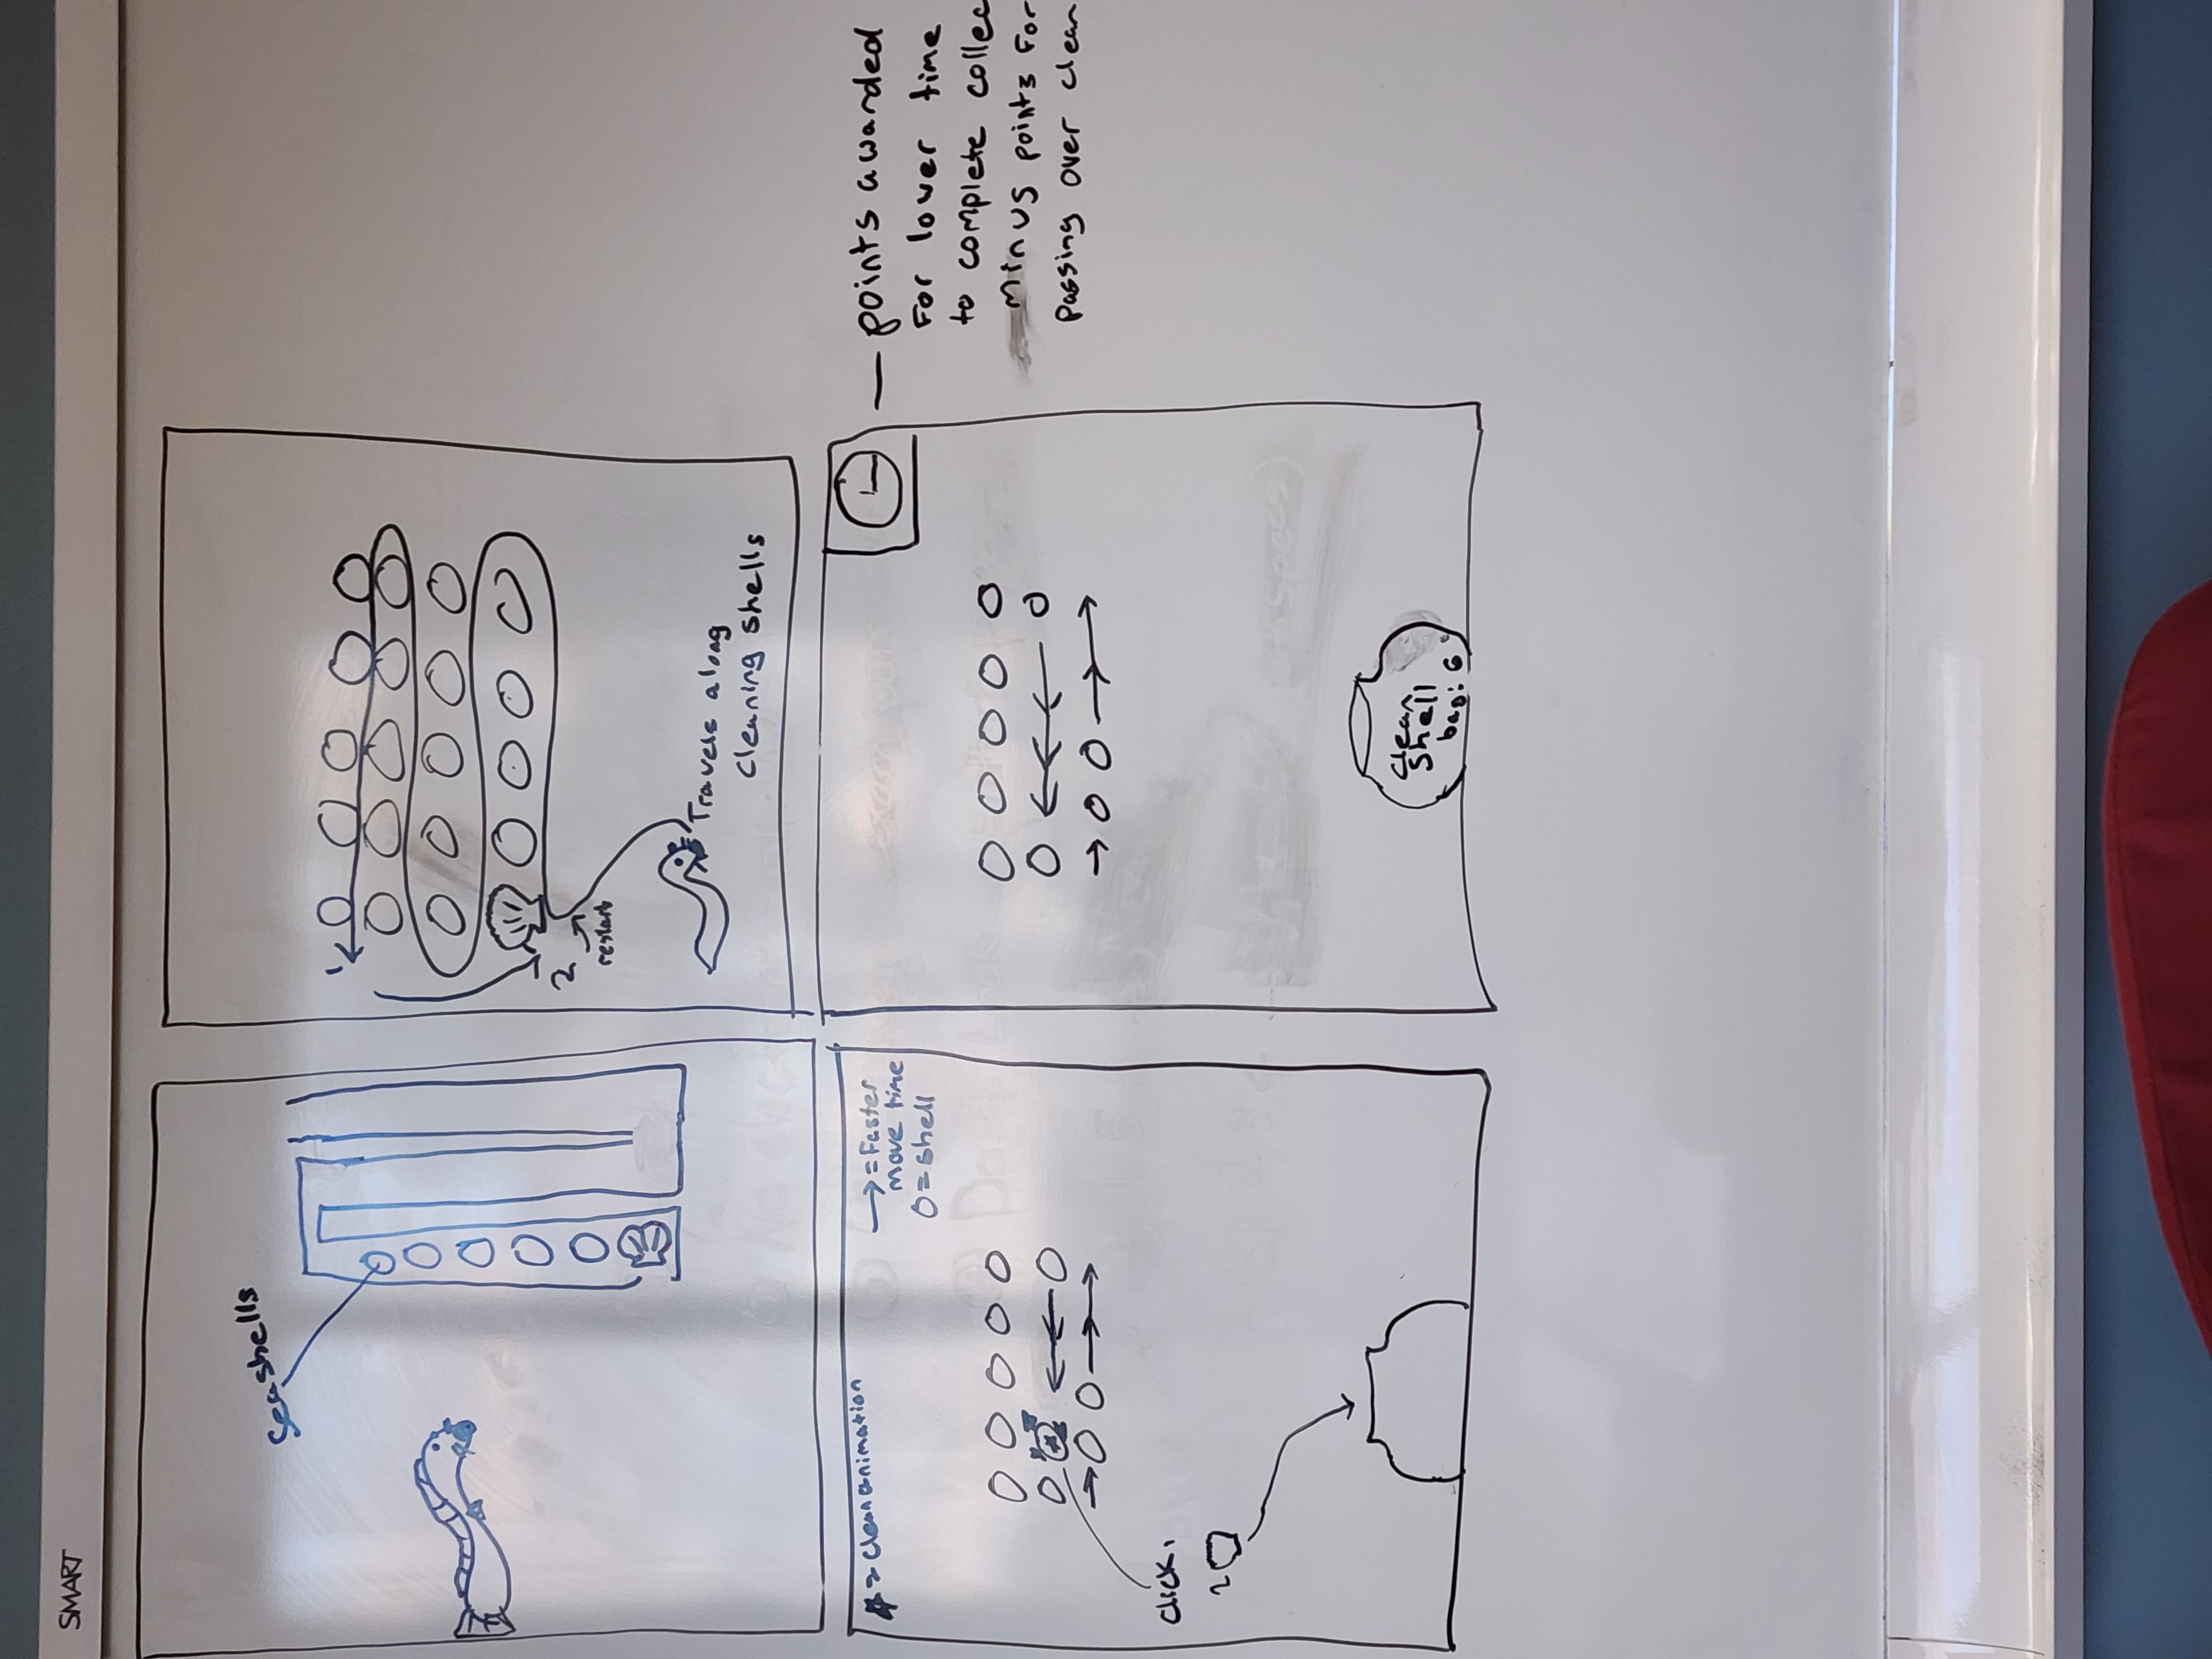 SMART
Seashells
1
2
restart
Travels along
cleaning shells
= Clean animation
→ = Faster
move time
O = shell
click 1
2
clean
shell
bag: 6
points awarded
For lower time
to complete collec
minus points For
passing over clean